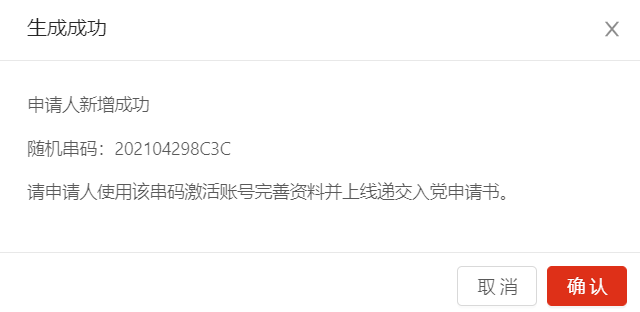 生成成功
申请人新增成功
随机串码：202104298C3C
请申请人使用该串码激活账号完善资料并上线递交入党申请书。
取消 确认